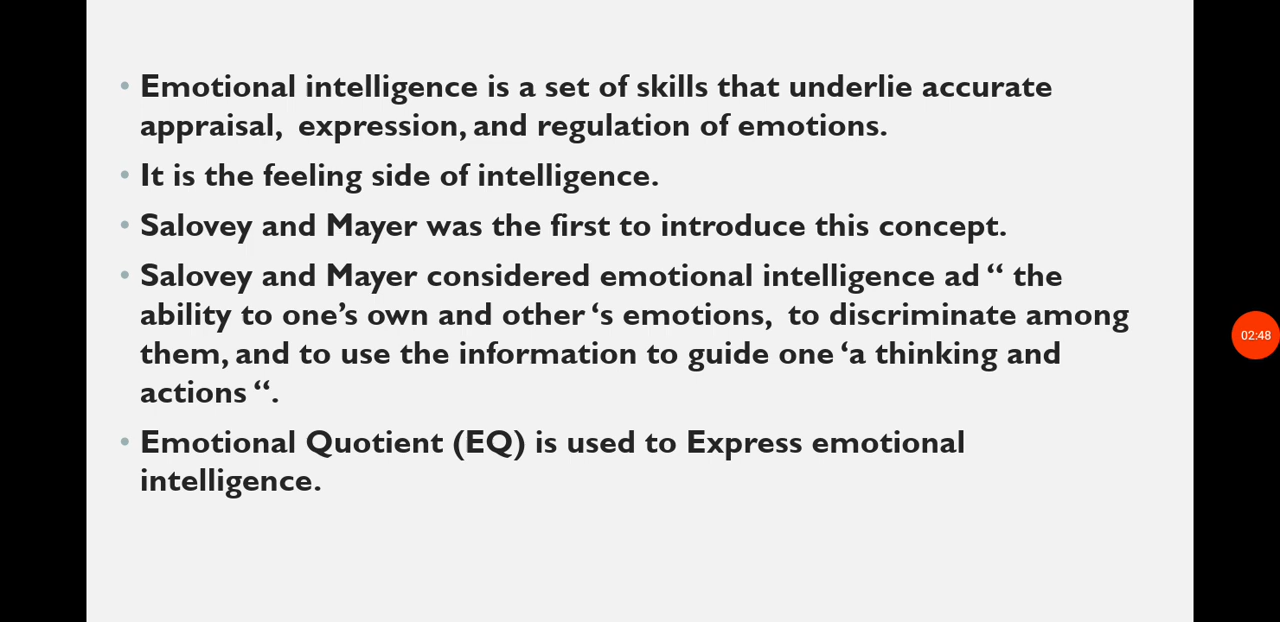 • Emotional intelligence is a set of skills that underlie accurate
appraisal,  expression, and regulation of emotions.
• It is the feeling side of intelligence.
• Salovey and Mayer was the first to introduce this concept.
• Salovey and Mayer considered emotional intelligence ad “ the
ability to one’s own and other ‘s emotions,  to discriminate among
them, and to use the information to guide one ‘a thinking and
actions “.
• Emotional Quotient (EQ) is used to Express emotional
intelligence.
02:48